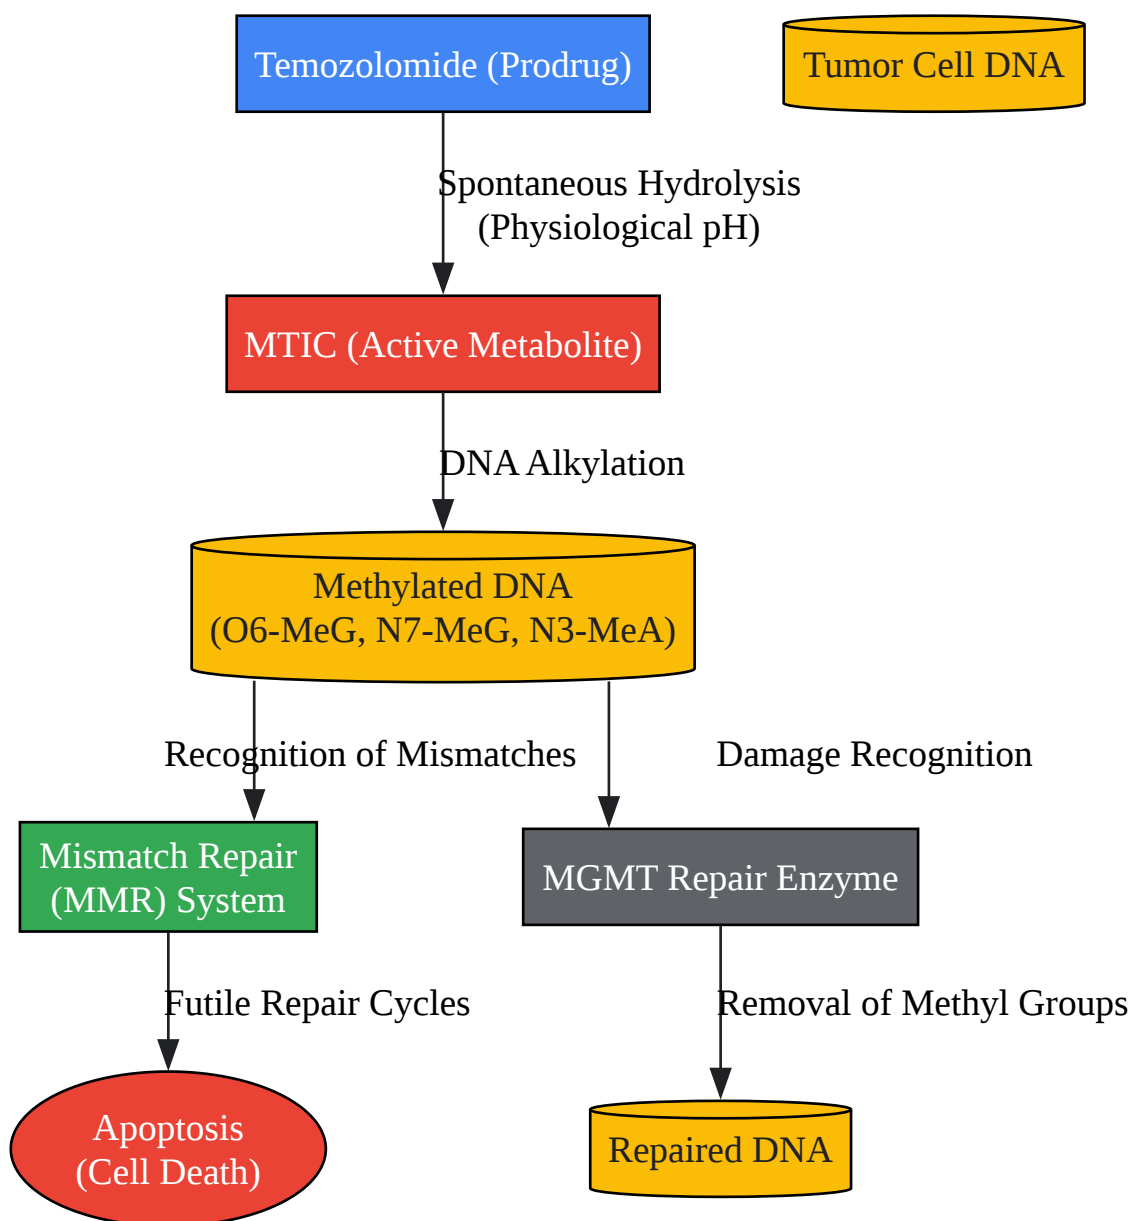 Temozolomide (Prodrug)
Tumor Cell DNA
Spontaneous Hydrolysis
(Physiological pH)
MTIC (Active Metabolite)
DNA Alkylation
Methylated DNA
(O6-MeG, N7-MeG, N3-MeA)
Recognition of Mismatches
Damage Recognition
Mismatch Repair
(MMR) System
MGMT Repair Enzyme
Futile Repair Cycles
Removal of Methyl Groups
Apoptosis
(Cell Death)
Repaired DNA